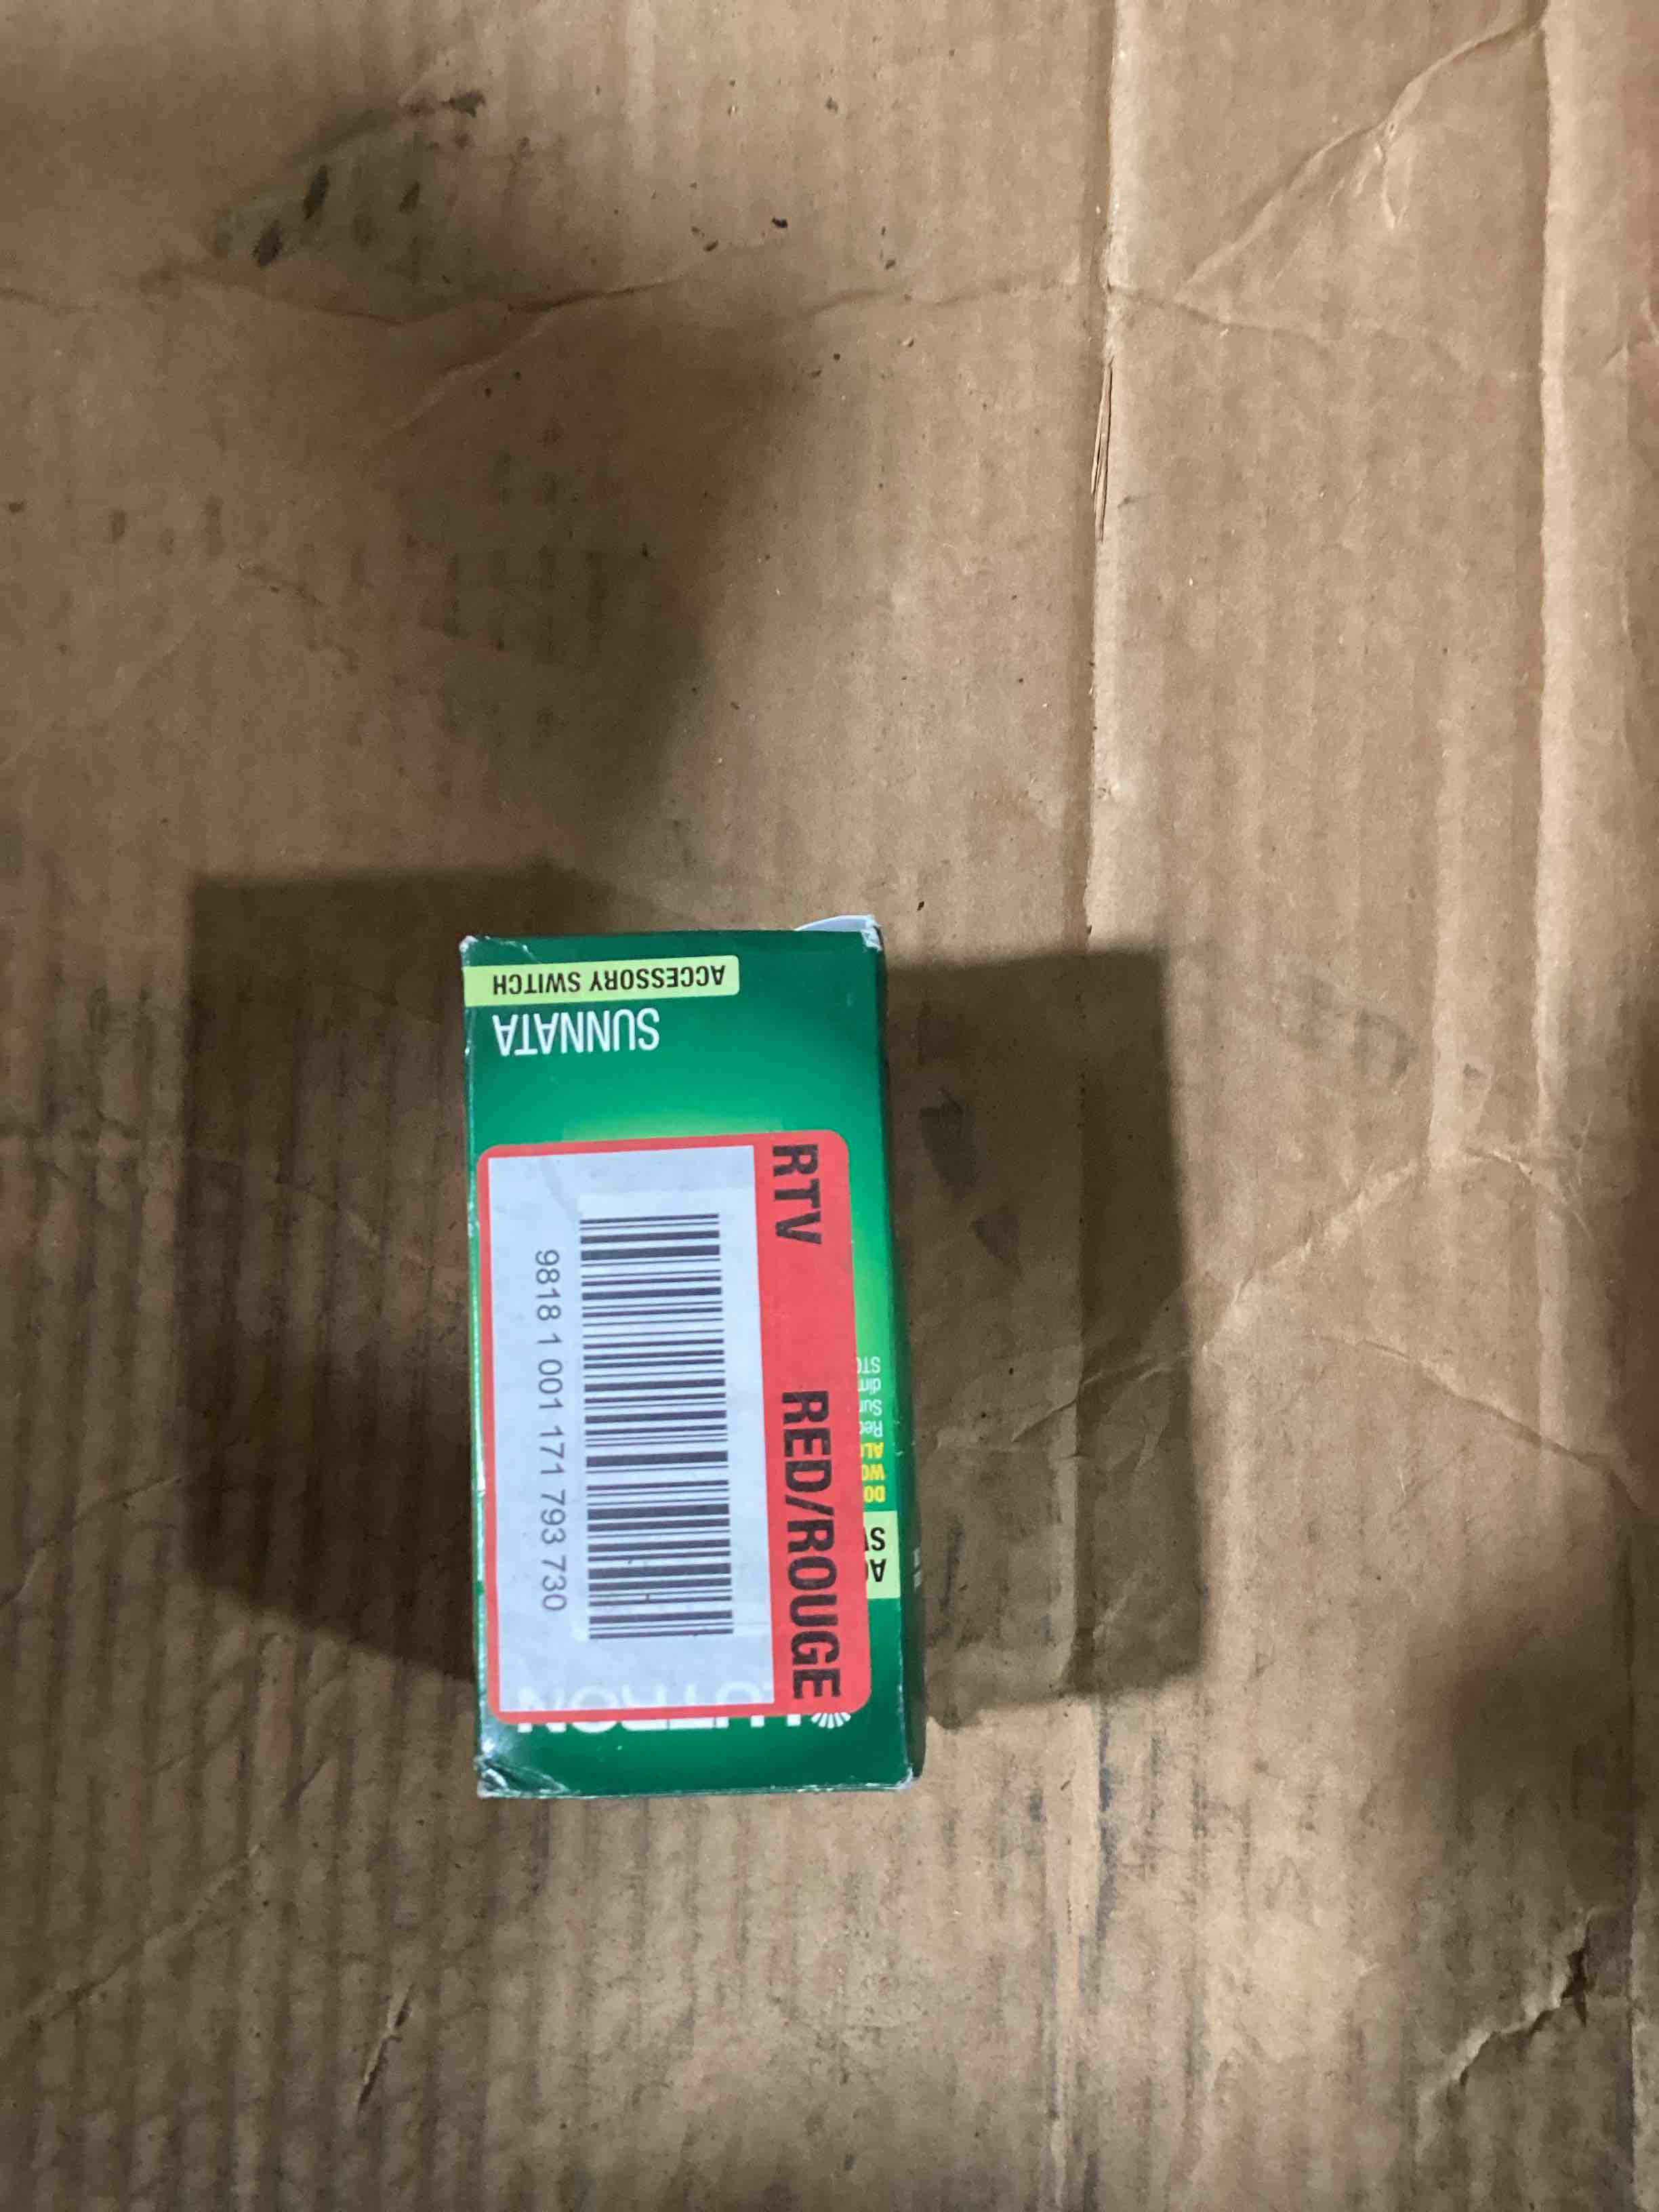 ACCESSORY SWITCH
SUNNATA
RTV RED/ROUGE
9818 1 001 171 793 730
LUTRON